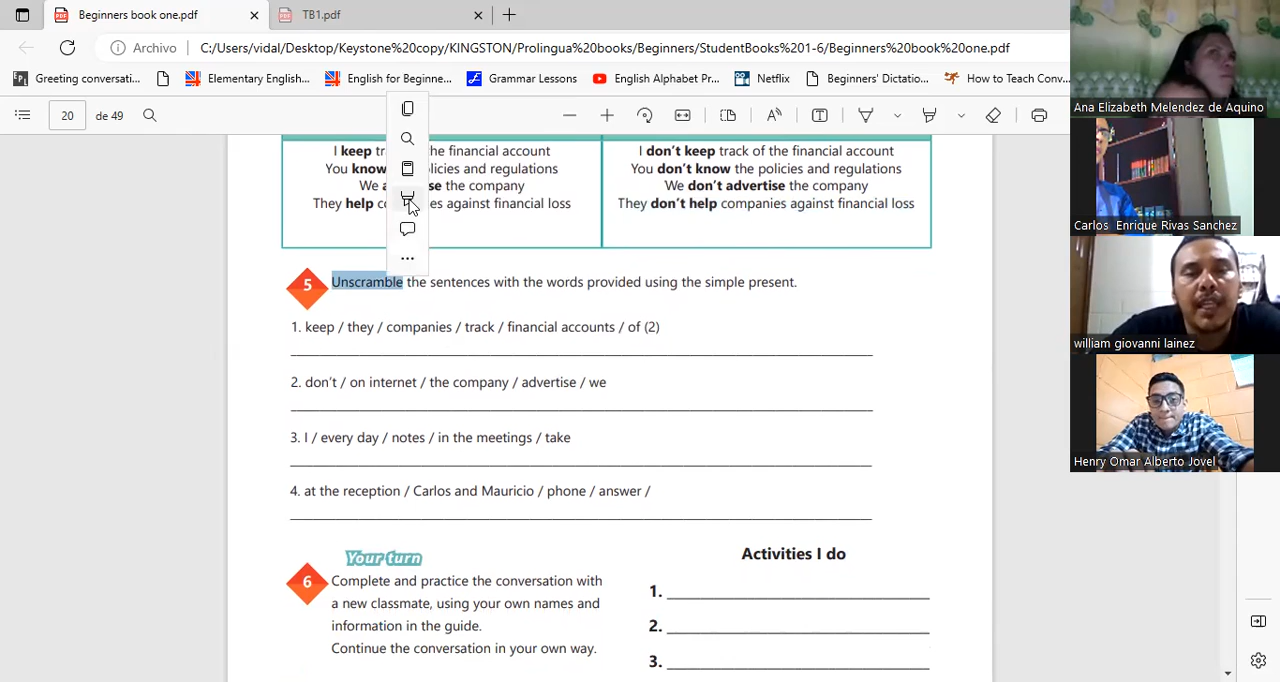 Beginners book one.pdf
TB1.pdf
Archivo
C:/Users/vidal/Desktop/Keystone%20copy/KINGSTON/Prolingua%20books/Beginners/StudentBooks%201-6/Beginners%20book%20one.pdf
Greeting conversati...
Elementary English...
English for Beginne...
Grammar Lessons
English Alphabet Pr...
Netflix
Beginners' Dictatio...
How to Teach Conv...
20 de 49
I keep tr the financial account
You know licies and regulations
We se the company
They help es against financial loss
I don't keep track of the financial account
You don't know the policies and regulations
We don't advertise the company
They don't help companies against financial loss
5 Unscramble the sentences with the words provided using the simple present.
1. keep / they / companies / track / financial accounts / of (2)
2. don't / on internet / the company / advertise / we
3. I / every day / notes / in the meetings / take
4. at the reception / Carlos and Mauricio / phone / answer /
Your turn
6 Complete and practice the conversation with
a new classmate, using your own names and
information in the guide.
Continue the conversation in your own way.
Activities I do
1.
2.
3.
Ana Elizabeth Melendez de Aquino
Carlos Enrique Rivas Sanchez
william giovanni lainez
Henry Omar Alberto Jovel